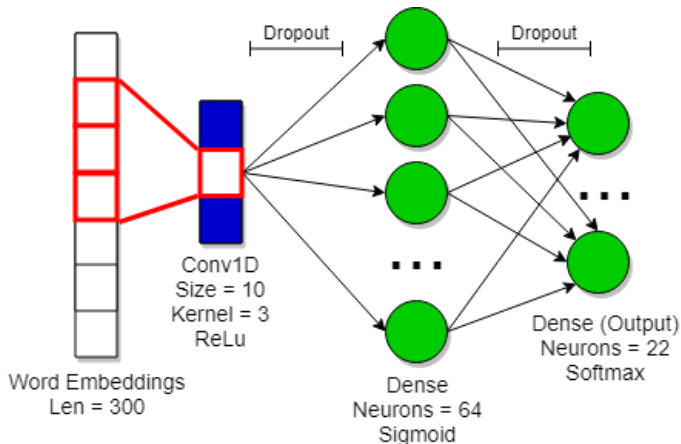 Dropout
Dropout
Conv1D
Size = 10
Kernel = 3
ReLu
Word Embeddings
Len = 300
Dense
Neurons = 64
Sigmoid
Dense (Output)
Neurons = 22
Softmax